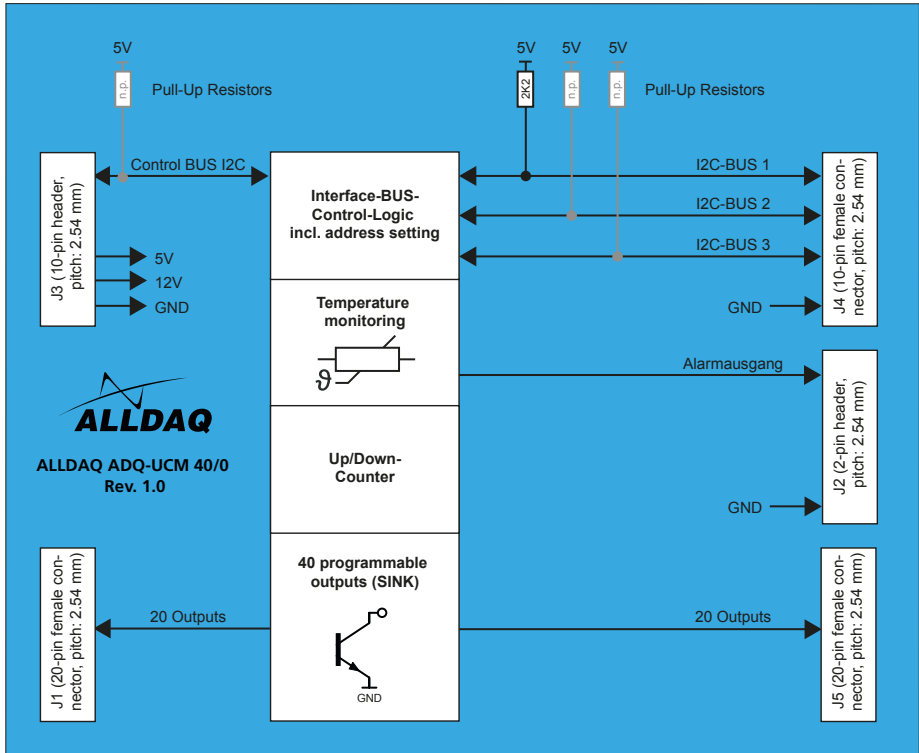 5V
n.p.
Pull-Up Resistors
5V
5V
5V
2K2
n.p.
n.p.
Pull-Up Resistors
J3 (10-pin header,
pitch: 2.54 mm)
Control BUS I2C
5V
12V
GND
Interface-BUS-
Control-Logic
incl. address setting
I2C-BUS 1
I2C-BUS 2
I2C-BUS 3
GND
J4 (10-pin female con-
nector, pitch: 2.54 mm)
Temperature
monitoring
ϑ
Alarmausgang
GND
J2 (2-pin header,
pitch: 2.54 mm)
ALLDAQ
ALLDAQ ADQ-UCM 40/0
Rev. 1.0
Up/Down-
Counter
J1 (20-pin female con-
nector, pitch: 2.54 mm)
20 Outputs
40 programmable
outputs (SINK)
GND
20 Outputs
J5 (20-pin female con-
nector, pitch: 2.54 mm)